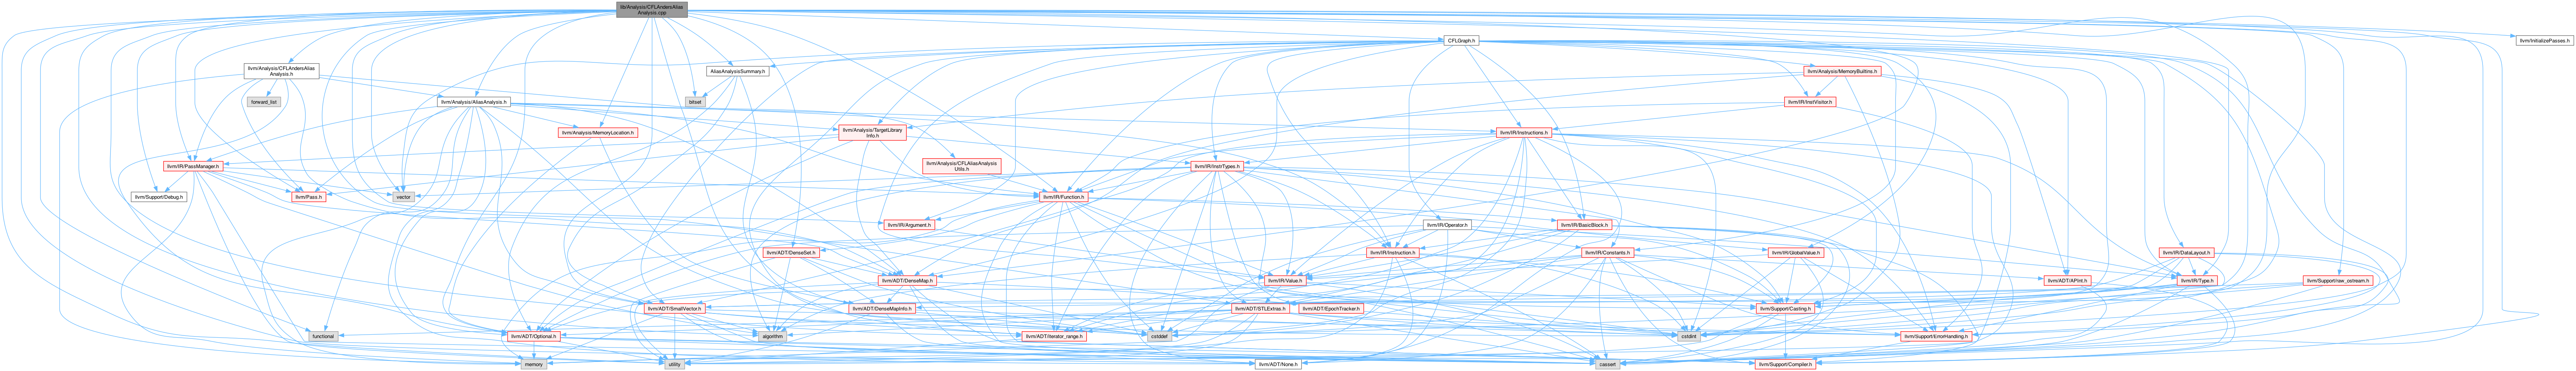 lib/Analysis/CFLAndersAlias
Analysis.cpp
CFLGraph.h
llvm/InitializePasses.h
llvm/Analysis/CFLAndersAlias
Analysis.h
AliasAnalysisSummary.h
llvm/Analysis/MemoryBuiltins.h
forward_list
llvm/Analysis/AliasAnalysis.h
bitset
llvm/IR/InstVisitor.h
llvm/Analysis/MemoryLocation.h
llvm/Analysis/TargetLibrary
Info.h
llvm/IR/Instructions.h
llvm/IR/PassManager.h
llvm/Analysis/CFLAliasAnalysis
Utils.h
llvm/IR/InstrTypes.h
llvm/Support/Debug.h
llvm/Pass.h
vector
llvm/IR/Function.h
llvm/IR/Argument.h
llvm/IR/Operator.h
llvm/IR/BasicBlock.h
llvm/ADT/DenseSet.h
llvm/IR/Instruction.h
llvm/IR/Constants.h
llvm/IR/GlobalValue.h
llvm/IR/DataLayout.h
llvm/ADT/DenseMap.h
llvm/IR/Value.h
llvm/ADT/APInt.h
llvm/IR/Type.h
llvm/Support/raw_ostream.h
llvm/ADT/SmallVector.h
llvm/ADT/DenseMapInfo.h
llvm/ADT/STLExtras.h
llvm/ADT/EpochTracker.h
llvm/Support/Casting.h
functional
llvm/ADT/Optional.h
algorithm
llvm/ADT/iterator_range.h
cstddef
cstdint
llvm/Support/ErrorHandling.h
memory
utility
llvm/ADT/None.h
cassert
llvm/Support/Compiler.h